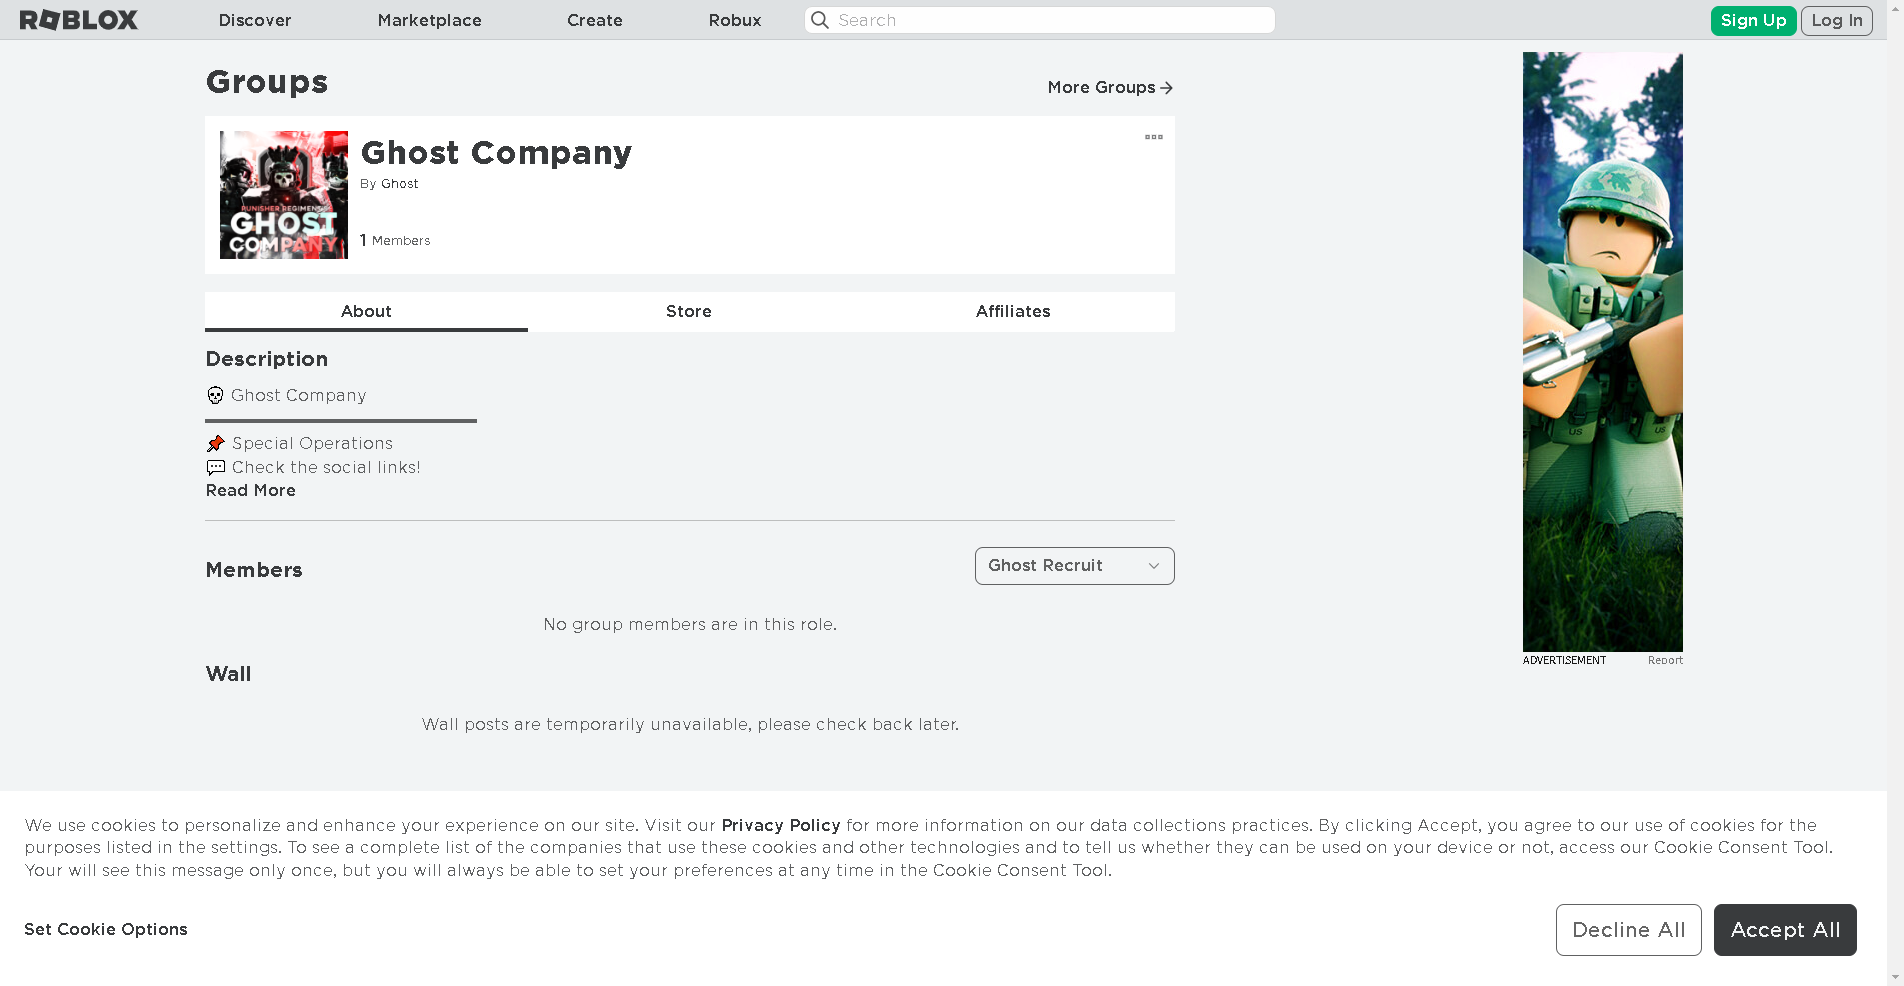 ROBLOX
Discover
Marketplace
Create
Robux
Search
Sign Up
Log In
Groups
More Groups
PUNISHER REGIMENT'S
GHOST
COMPANY
Ghost Company
By Ghost
1 Members
About
Store
Affiliates
Description
Ghost Company
Special Operations
Check the social links!
Read More
Members
Ghost Recruit
No group members are in this role.
Wall
Wall posts are temporarily unavailable, please check back later.
US
US
ADVERTISEMENT
Report
We use cookies to personalize and enhance your experience on our site. Visit our Privacy Policy for more information on our data collections practices. By clicking Accept, you agree to our use of cookies for the
purposes listed in the settings. To see a complete list of the companies that use these cookies and other technologies and to tell us whether they can be used on your device or not, access our Cookie Consent Tool.
Your will see this message only once, but you will always be able to set your preferences at any time in the Cookie Consent Tool.
Set Cookie Options
Decline All
Accept All